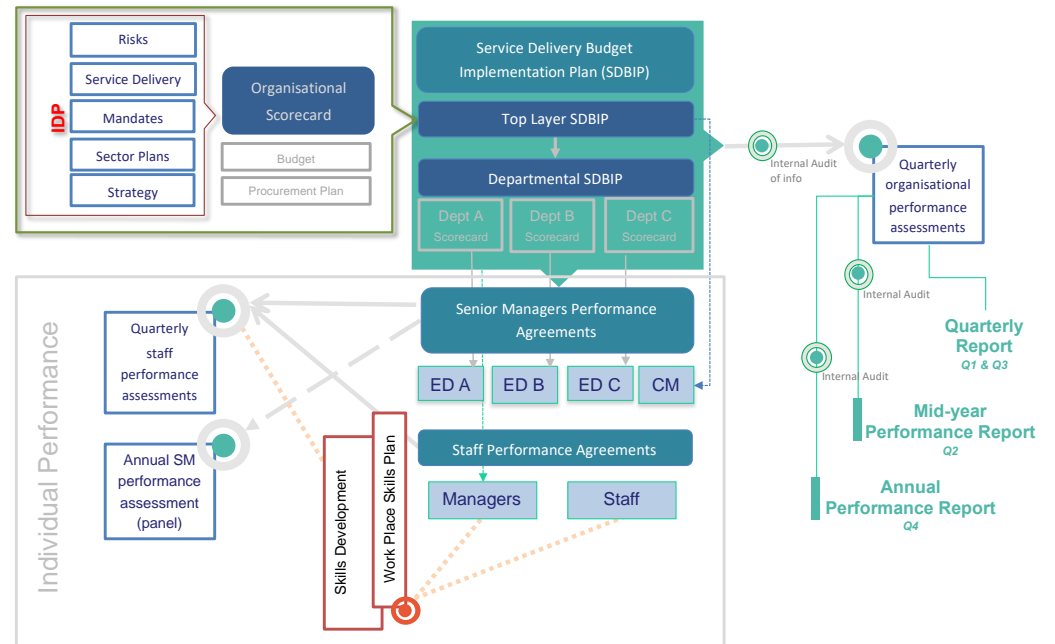 Risks
Service Delivery
Mandates
Sector Plans
Strategy
IDP
Organisational
Scorecard
Budget
Procurement Plan
Service Delivery Budget
Implementation Plan (SDBIP)
Top Layer SDBIP
Departmental SDBIP
Dept A
Scorecard
Dept B
Scorecard
Dept C
Scorecard
Internal Audit
of info
Quarterly
organisational
performance
assessments
Internal Audit
Internal Audit
Quarterly
Report
Q1 & Q3
Mid-year
Performance Report
Q2
Annual
Performance Report
Q4
Individual Performance
Quarterly
staff
performance
assessments
Annual SM
performance
assessment
(panel)
Skills Development
Work Place Skills Plan
Senior Managers Performance
Agreements
ED A
ED B
ED C
CM
Staff Performance Agreements
Managers
Staff